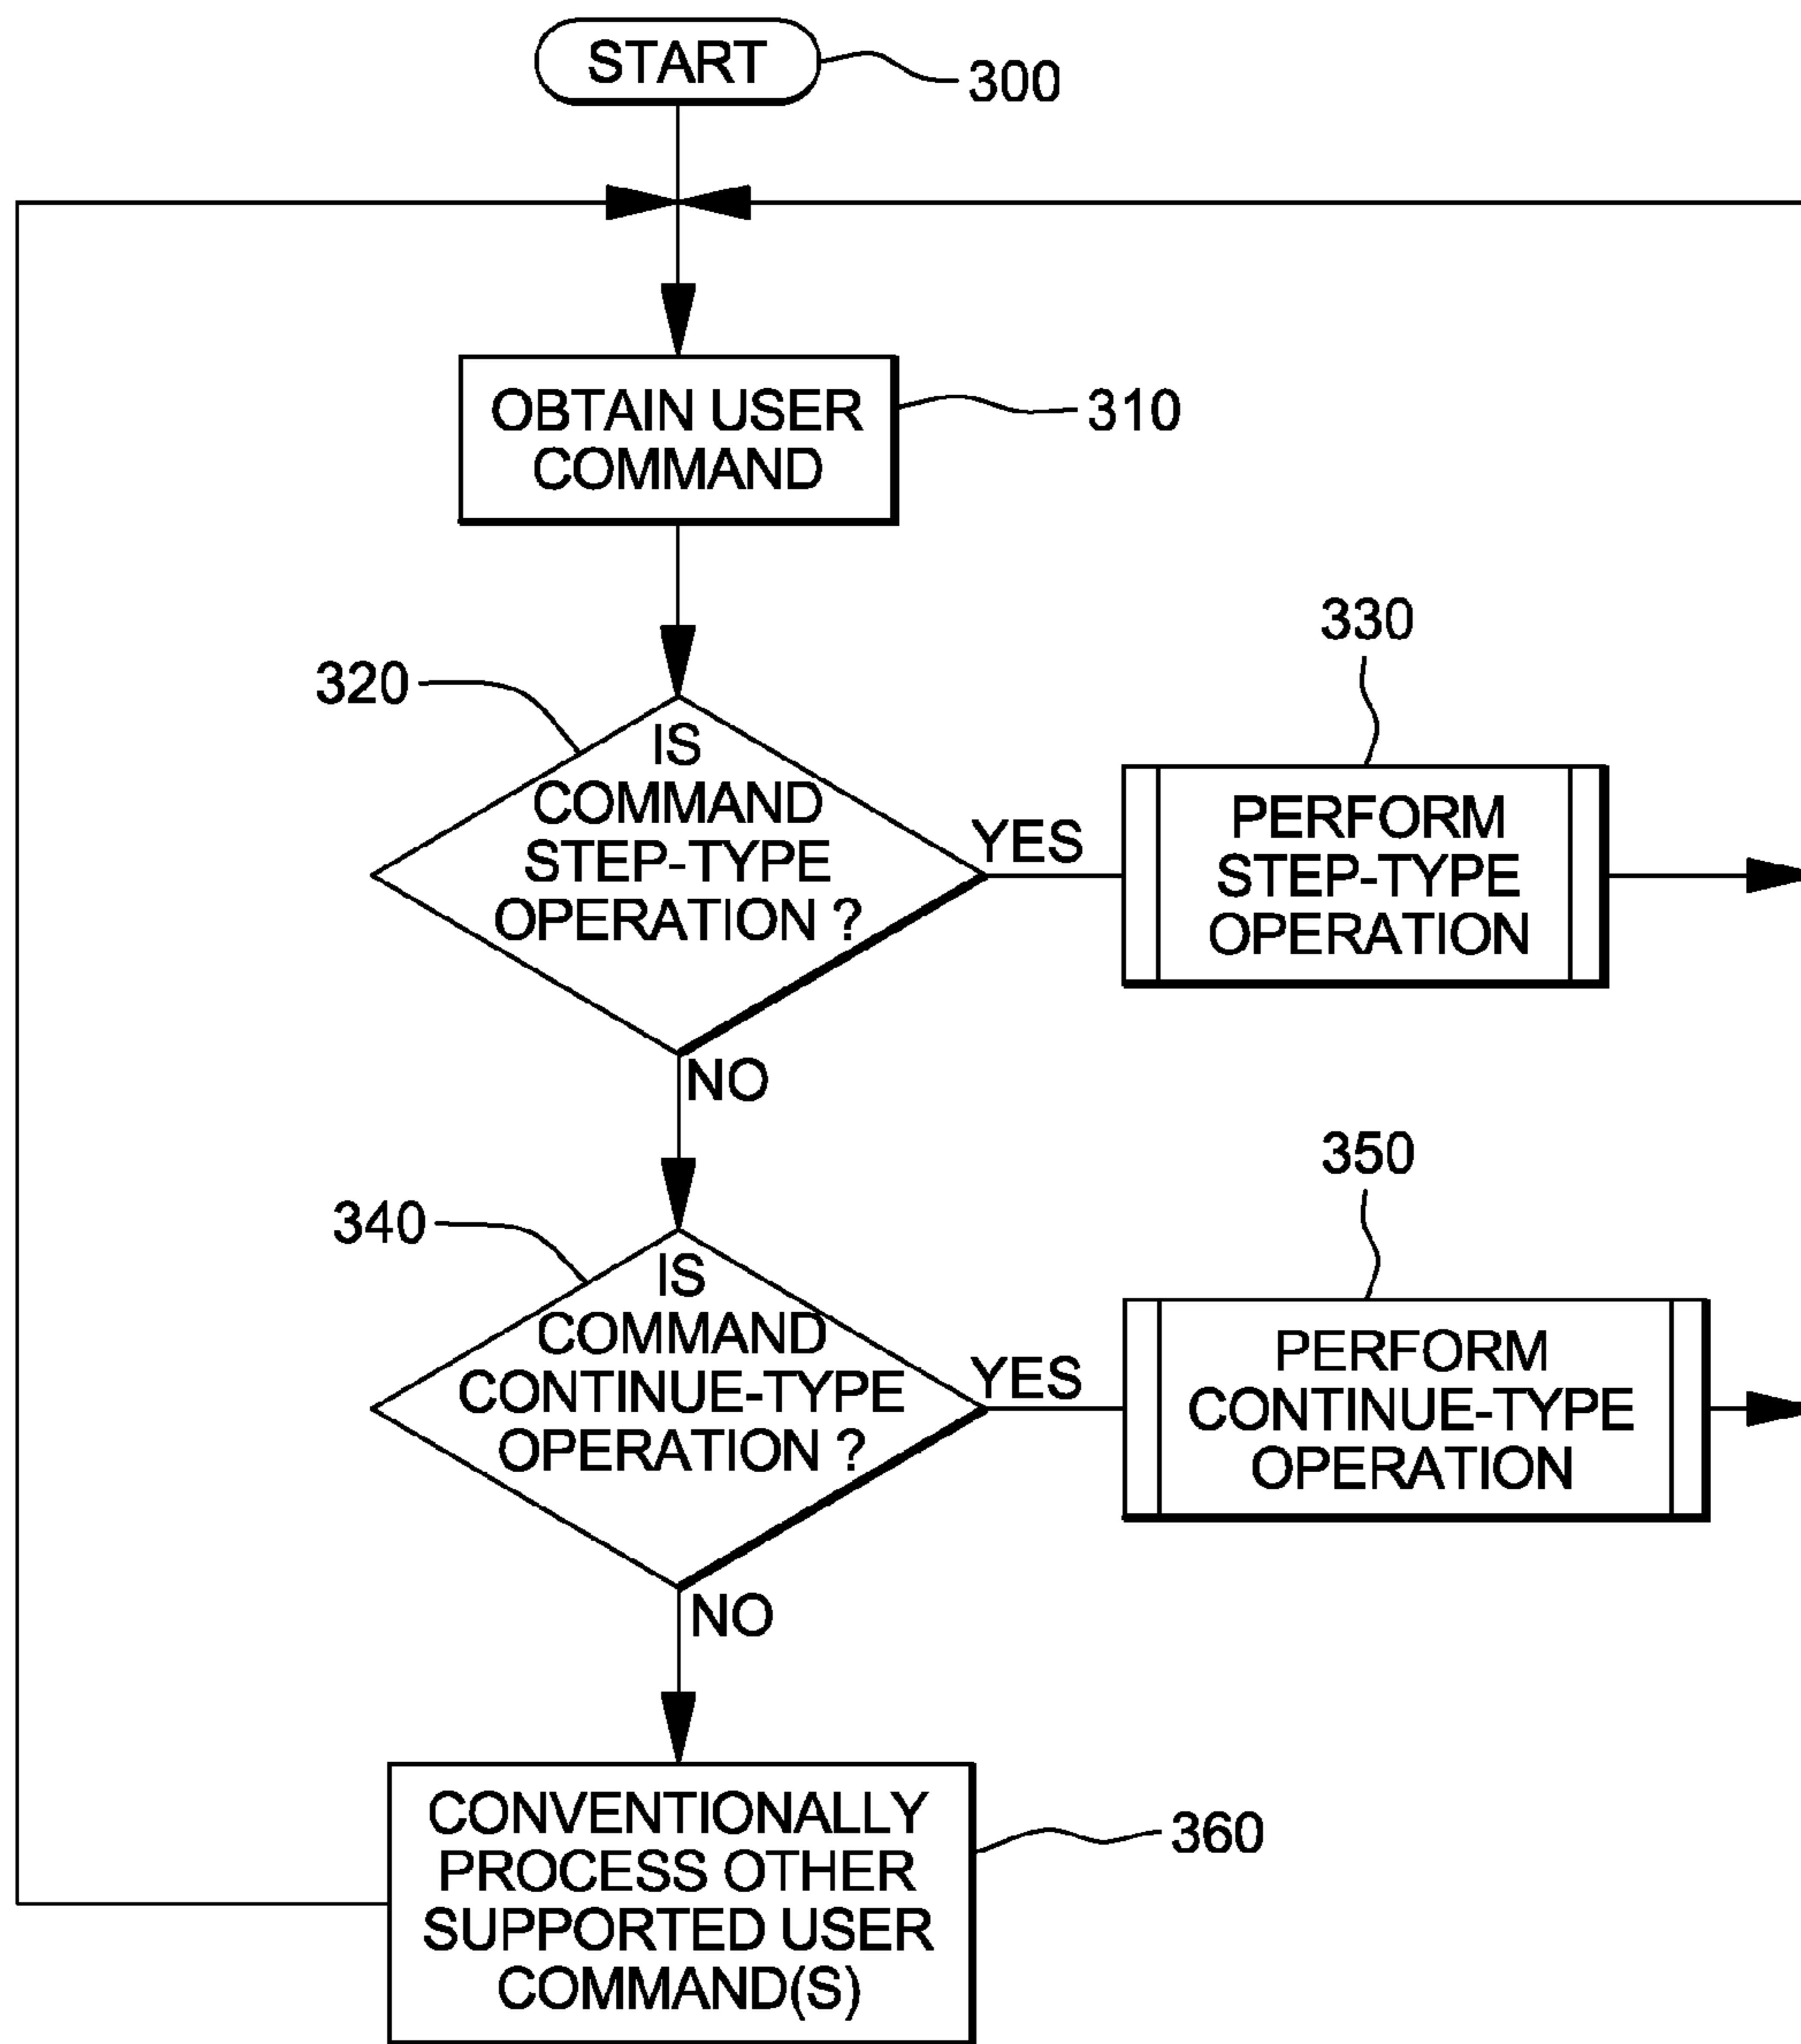 START
300
OBTAIN USER
COMMAND
310
320
IS
COMMAND
STEP-TYPE
OPERATION ?
YES
330
PERFORM
STEP-TYPE
OPERATION
NO
340
IS
COMMAND
CONTINUE-TYPE
OPERATION ?
YES
350
PERFORM
CONTINUE-TYPE
OPERATION
NO
CONVENTIONALLY
PROCESS OTHER
SUPPORTED USER
COMMAND(S)
360